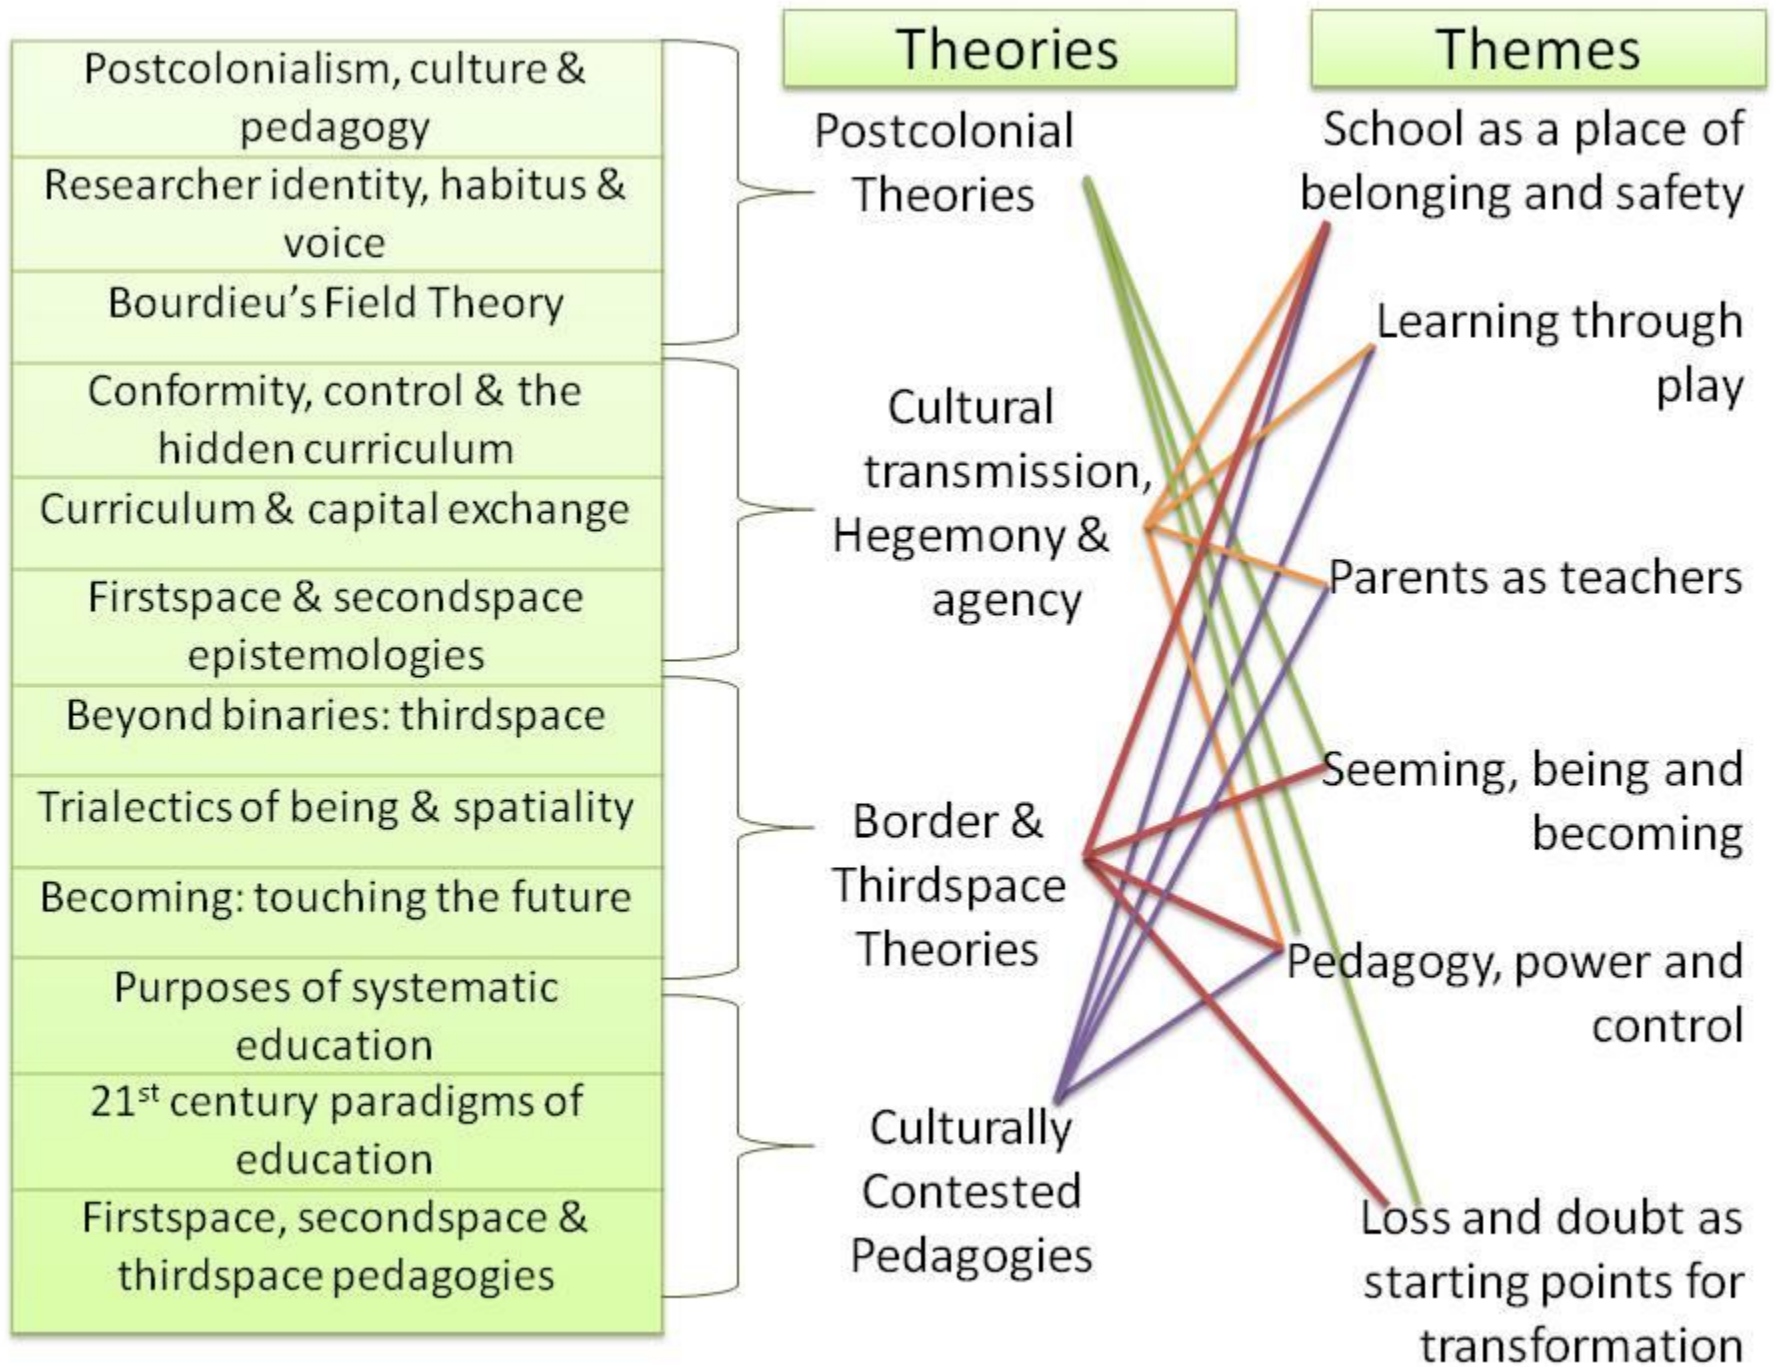 Postcolonialism, culture &
pedagogy
Researcher identity, habitus &
voice
Bourdieu's Field Theory
Conformity, control & the
hidden curriculum
Curriculum & capital exchange
Firstspace & secondspace
epistemologies
Beyond binaries: thirdspace
Trialectics of being & spatiality
Becoming: touching the future
Purposes of systematic
education
21st century paradigms of
education
Firstspace, secondspace &
thirdspace pedagogies
Theories
Postcolonial
Theories
Cultural
transmission,
Hegemony &
agency
Border &
Thirdspace
Theories
Culturally
Contested
Pedagogies
Themes
School as a place of
belonging and safety
Learning through
play
Parents as teachers
Seeming, being and
becoming
Pedagogy, power and
control
Loss and doubt as
starting points for
transformation